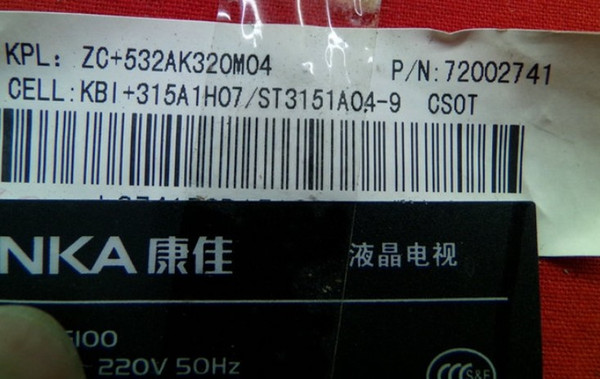 KPL: ZC+532AK320M04 P/N:72002741
CELL:KBI+315A1H07/ST3151A04-9 CSOT
NKA 康佳 液晶电视
5100
220V 50Hz
S&E